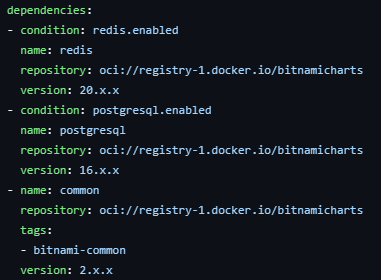 dependencies:
- condition: redis.enabled
  name: redis
  repository: oci://registry-1.docker.io/bitnamicharts
  version: 20.x.x
- condition: postgresql.enabled
  name: postgresql
  repository: oci://registry-1.docker.io/bitnamicharts
  version: 16.x.x
- name: common
  repository: oci://registry-1.docker.io/bitnamicharts
  tags:
  - bitnami-common
  version: 2.x.x